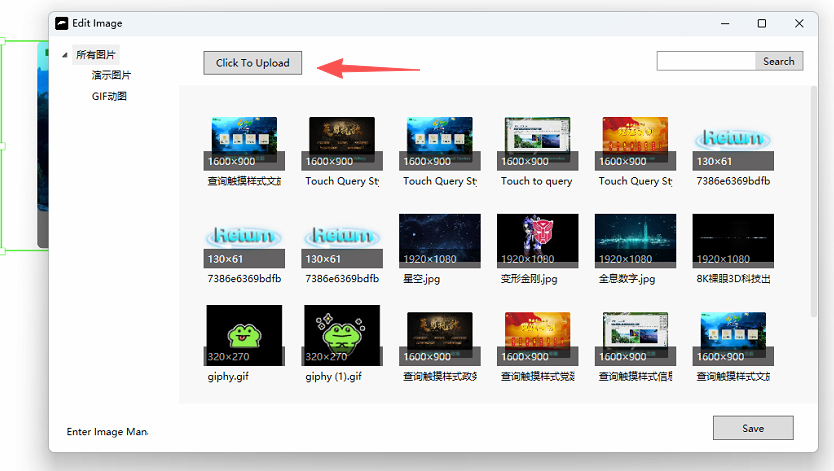 Edit Image
所有图片
演示图片
GIF动图
Click To Upload
Search
1600×900
1600×900
1600×900
1600×900
1600×900
130×61
查询触摸样式文旅
Touch Query Sty
Touch Query Sty
Touch to query
Touch Query Sty
7386e6369bdfb
Return
Return
Return
130×61
130×61
1920×1080
1920×1080
1920×1080
1920×1080
7386e6369bdfb
7386e6369bdfb
星空.jpg
变形金刚.jpg
全息数字.jpg
8K裸眼3D科技出
320×270
320×270
1600×900
1600×900
1600×900
1600×900
giphy.gif
giphy (1).gif
查询触摸样式政务
查询触摸样式党建
查询触摸样式信息
查询触摸样式文旅
Enter Image Man
Save